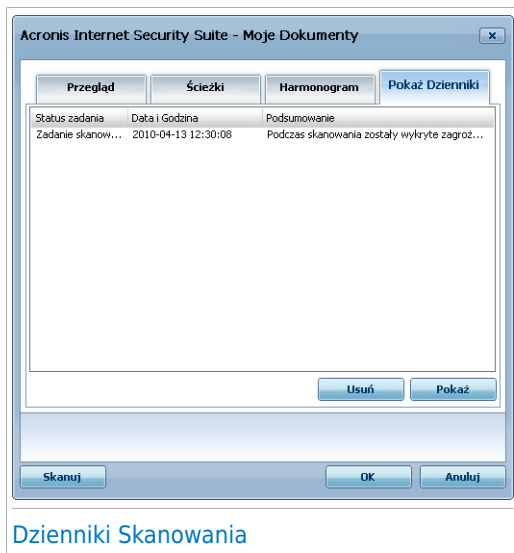 Acronis Internet Security Suite - Moje Dokumenty
Przegląd Ścieżki Harmonogram Pokaż Dzienniki
Status zadania Data i Godzina Podsumowanie
Zadanie skanow... 2010-04-13 12:30:08 Podczas skanowania zostały wykryte zagroż...
Usuń Pokaż
Skanuj OK Anuluj
Dzienniki Skanowania